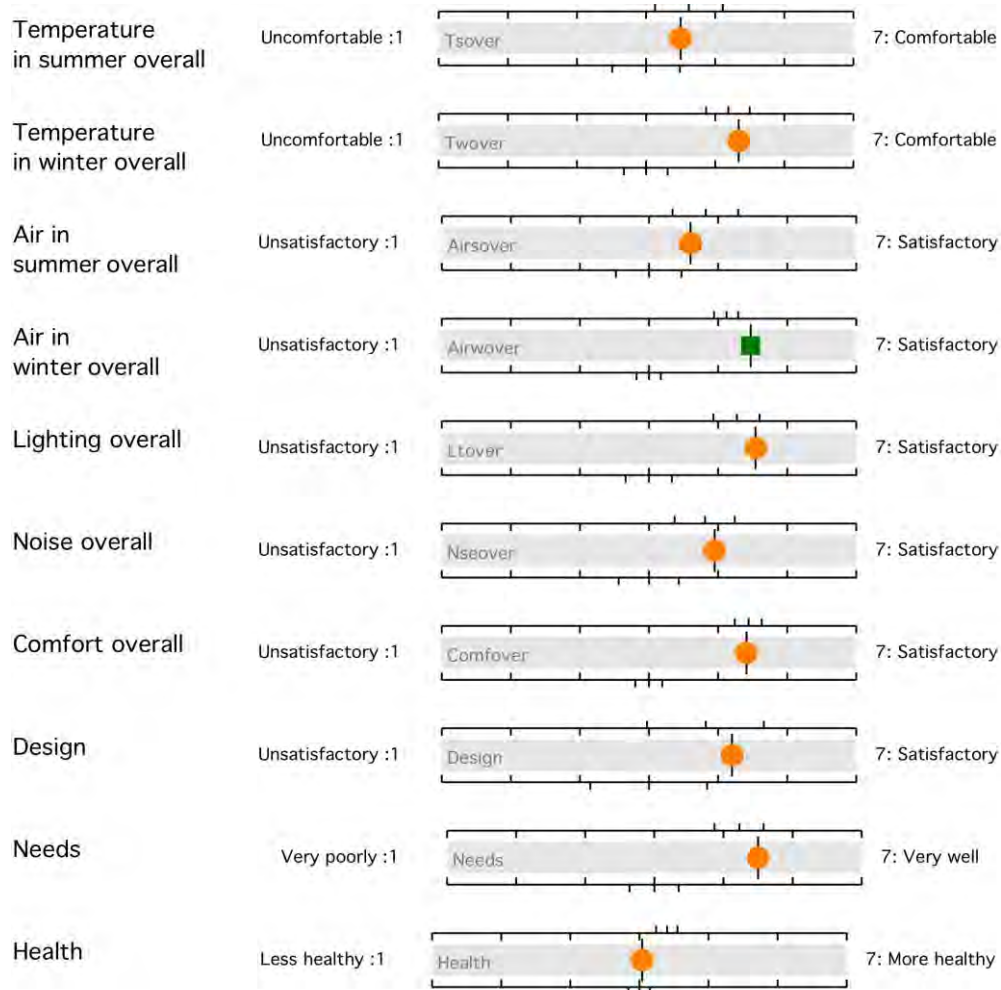 Temperature
in summer overall
Uncomfortable :1
Tsover
7: Comfortable
Temperature
in winter overall
Uncomfortable :1
Twover
7: Comfortable
Air in
summer overall
Unsatisfactory :1
Airsover
7: Satisfactory
Air in
winter overall
Unsatisfactory :1
Airwover
7: Satisfactory
Lighting overall
Unsatisfactory :1
Ltover
7: Satisfactory
Noise overall
Unsatisfactory :1
Nseover
7: Satisfactory
Comfort overall
Unsatisfactory :1
Comfover
7: Satisfactory
Design
Unsatisfactory :1
Design
7: Satisfactory
Needs
Very poorly :1
Needs
7: Very well
Health
Less healthy :1
Health
7: More healthy